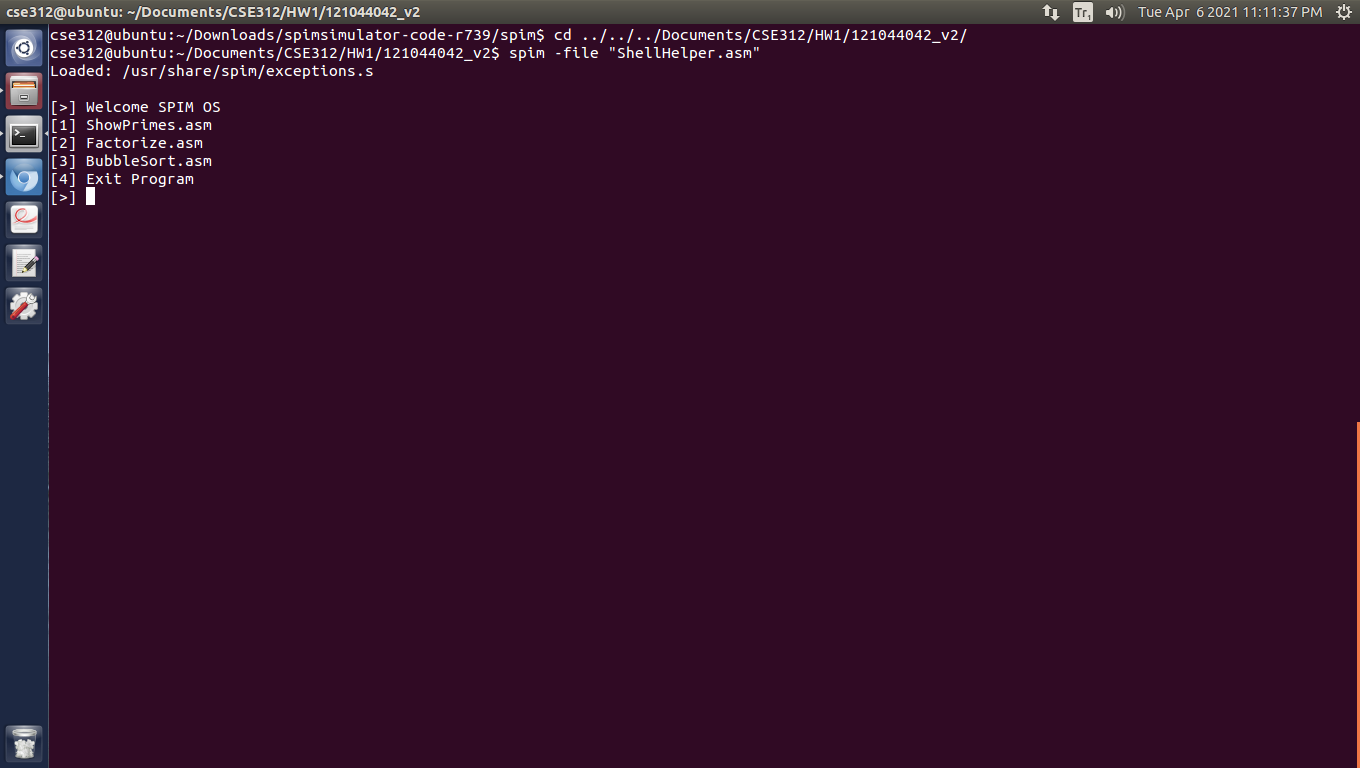 cse312@ubuntu: ~/Documents/CSE312/HW1/121044042_v2
Tr1
Tue Apr  6 2021 11:11:37 PM
cse312@ubuntu:~/Downloads/spimsimulator-code-r739/spim$ cd ../../../Documents/CSE312/HW1/121044042_v2/
cse312@ubuntu:~/Documents/CSE312/HW1/121044042_v2$ spim -file "ShellHelper.asm"
Loaded: /usr/share/spim/exceptions.s
[>] Welcome SPIM OS
[1] ShowPrimes.asm
[2] Factorize.asm
[3] BubbleSort.asm
[4] Exit Program
[>]